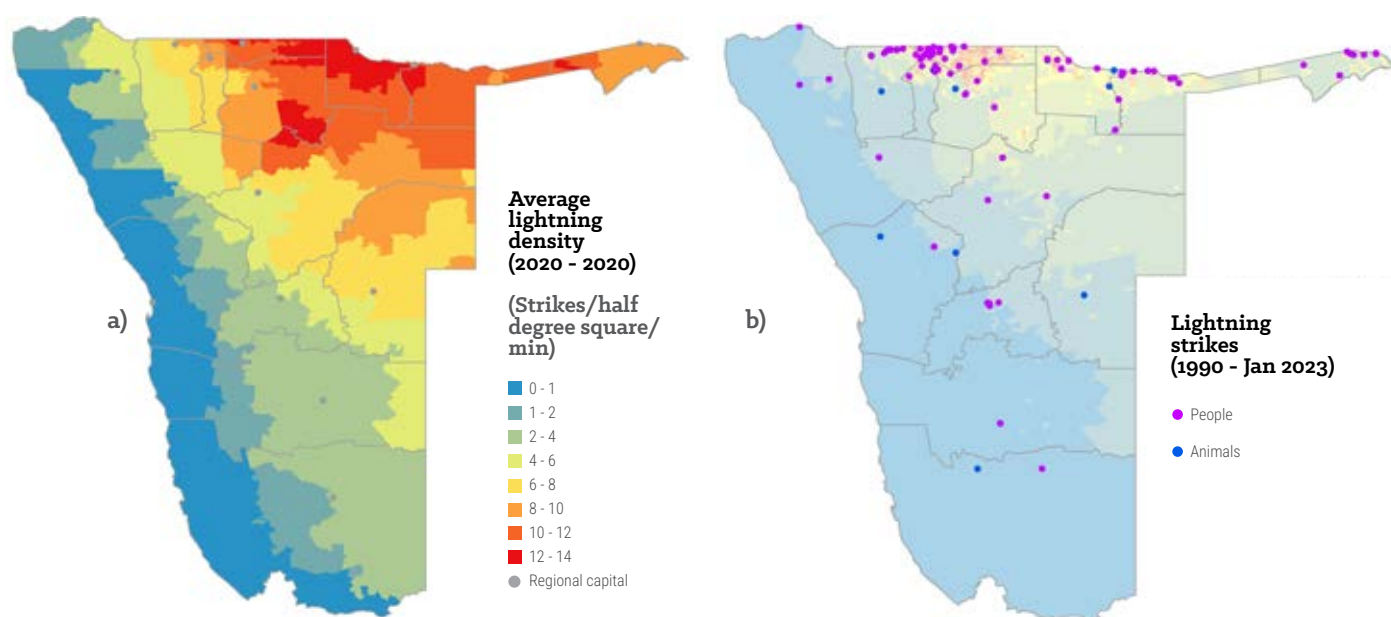 a)
Average
lightning
density
(2020 - 2020)
(Strikes/half
degree square/
min)
0 - 1
1 - 2
2 - 4
4 - 6
6 - 8
8 - 10
10 - 12
12 - 14
Regional capital
b)
Lightning
strikes
(1990 - Jan 2023)
People
Animals